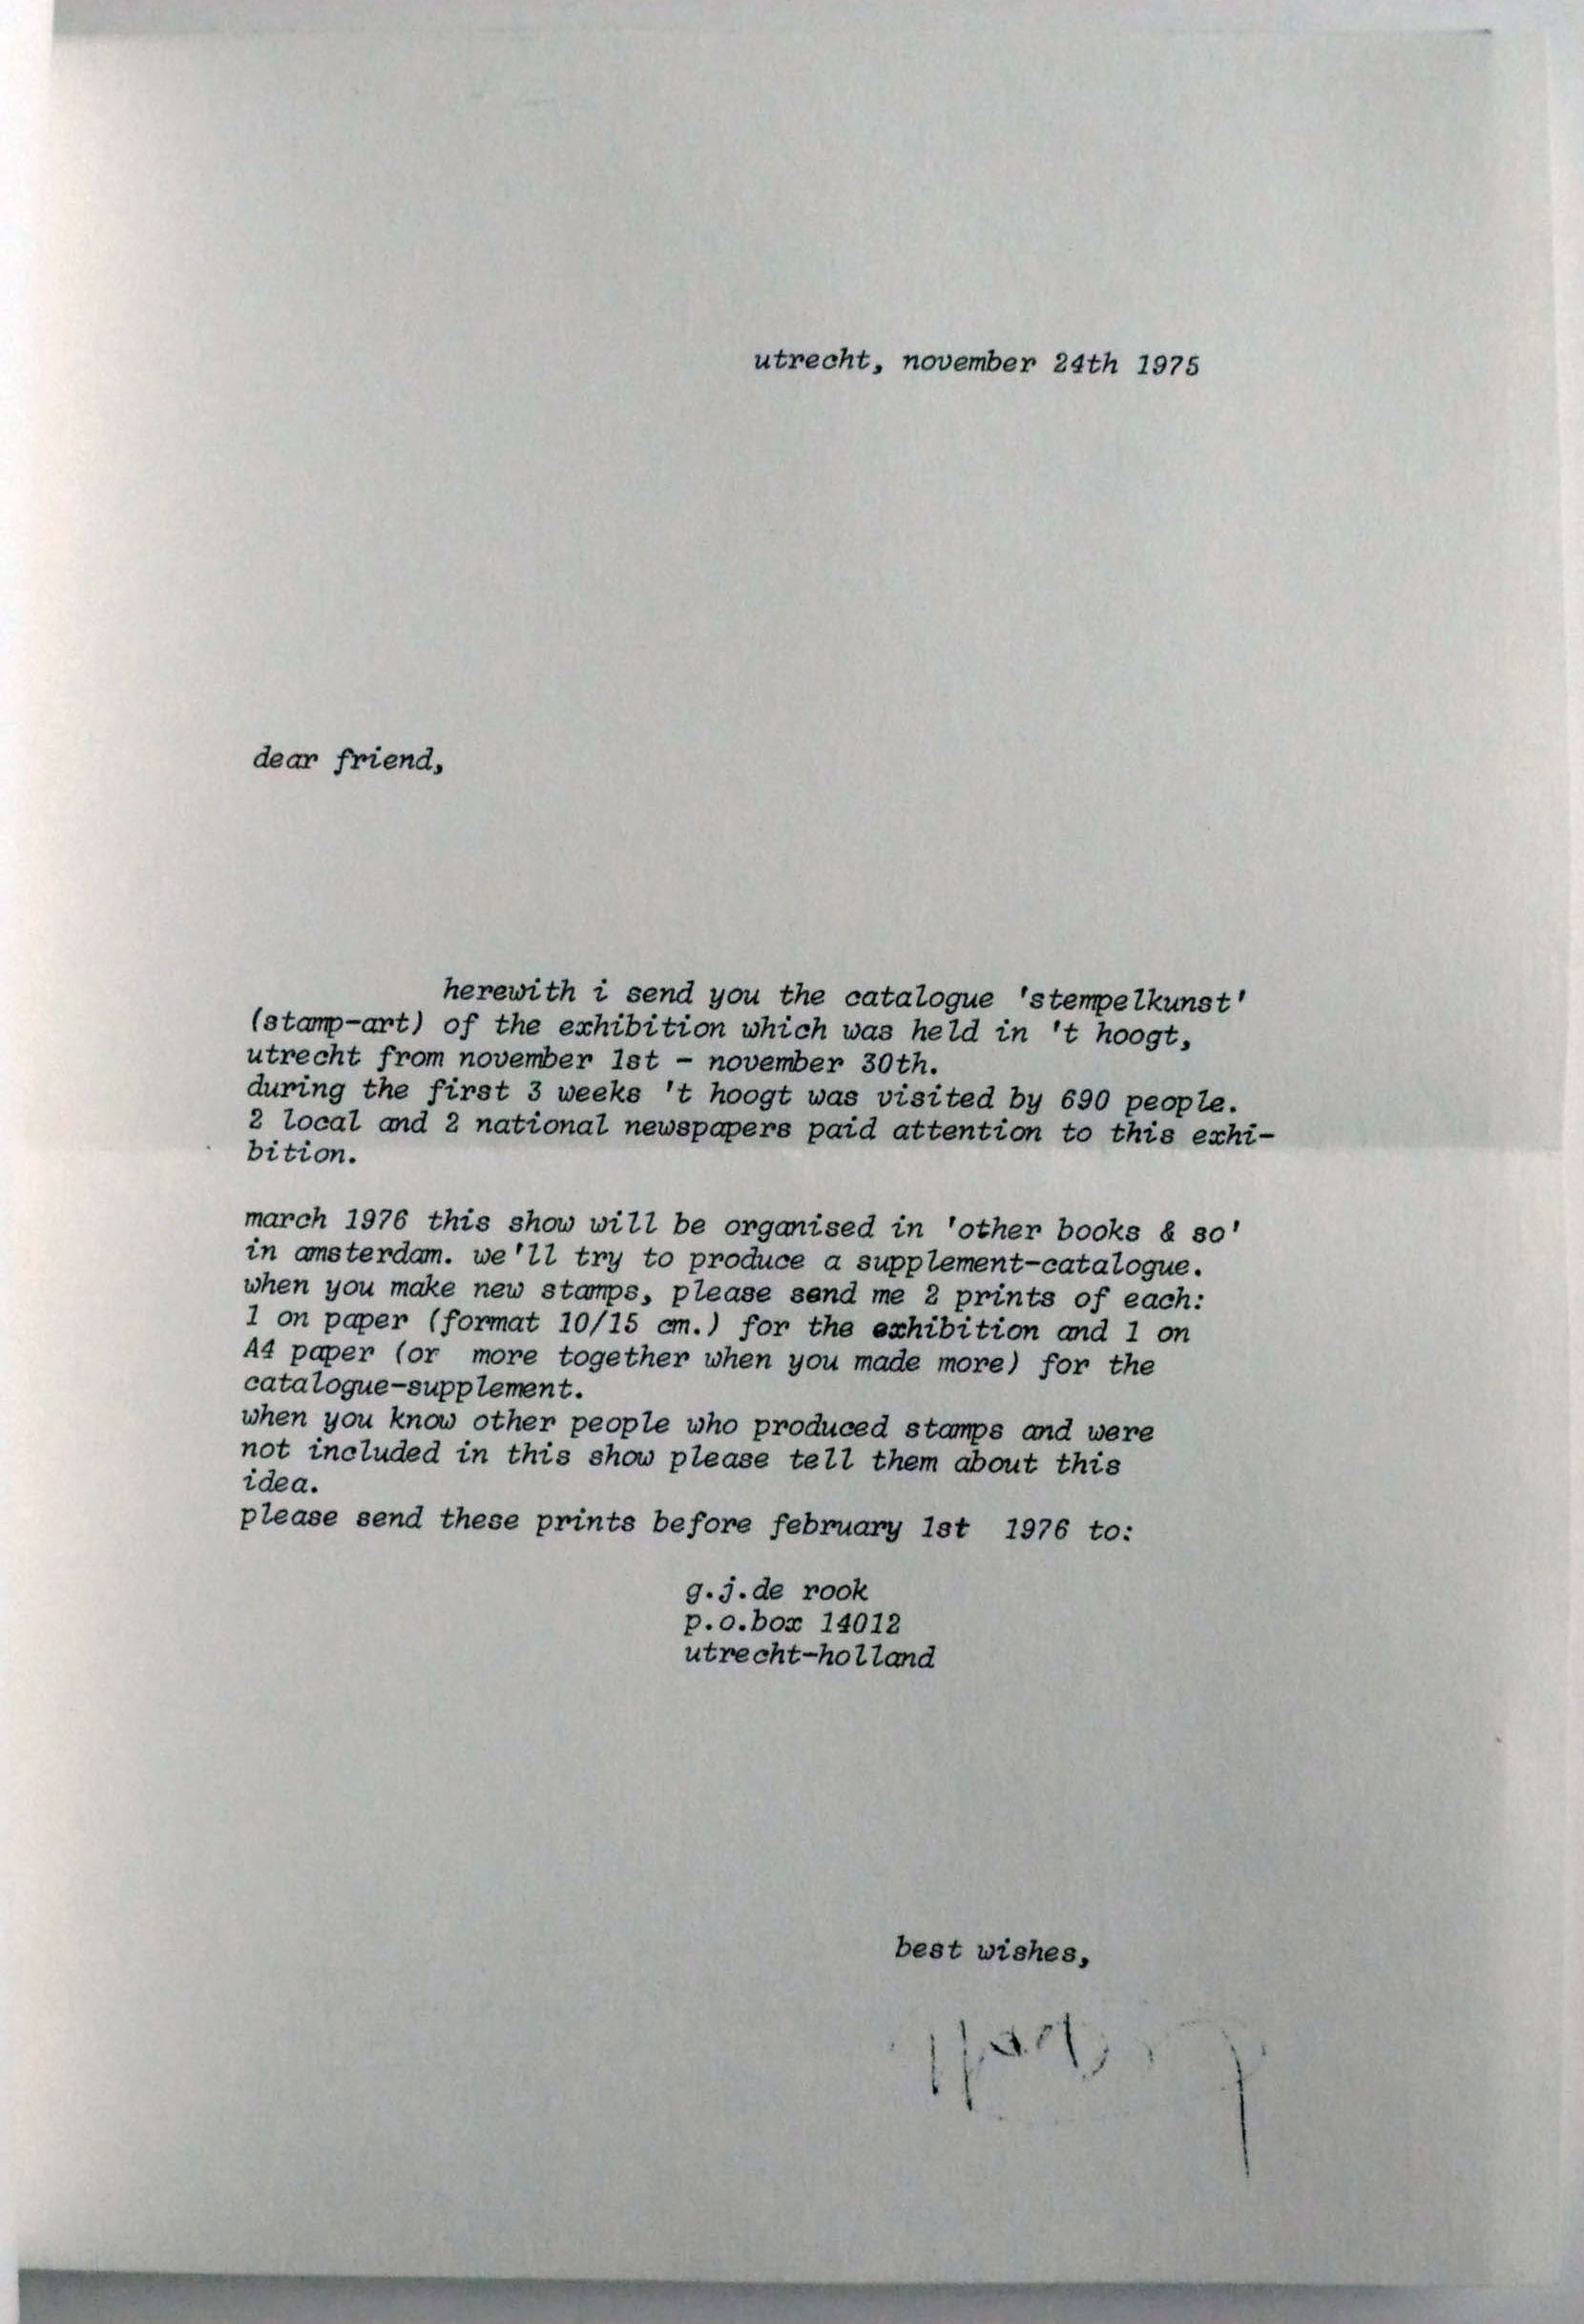 utrecht, november 24th 1975
dear friend,
herewith i send you the catalogue 'stempelkunst'
(stamp-art) of the exhibition which was held in 't hoogt,
utrecht from november 1st - november 30th.
during the first 3 weeks 't hoogt was visited by 690 people.
2 local and 2 national newspapers paid attention to this exhi-
bition.
march 1976 this show will be organised in 'other books & so'
in amsterdam. we'll try to produce a supplement-catalogue.
when you make new stamps, please send me 2 prints of each:
1 on paper (format 10/15 cm.) for the exhibition and 1 on
A4 paper (or  more together when you made more) for the
catalogue-supplement.
when you know other people who produced stamps and were
not included in this show please tell them about this
idea.
please send these prints before february 1st  1976 to:
g.j.de rook
p.o.box 14012
utrecht-holland
best wishes,